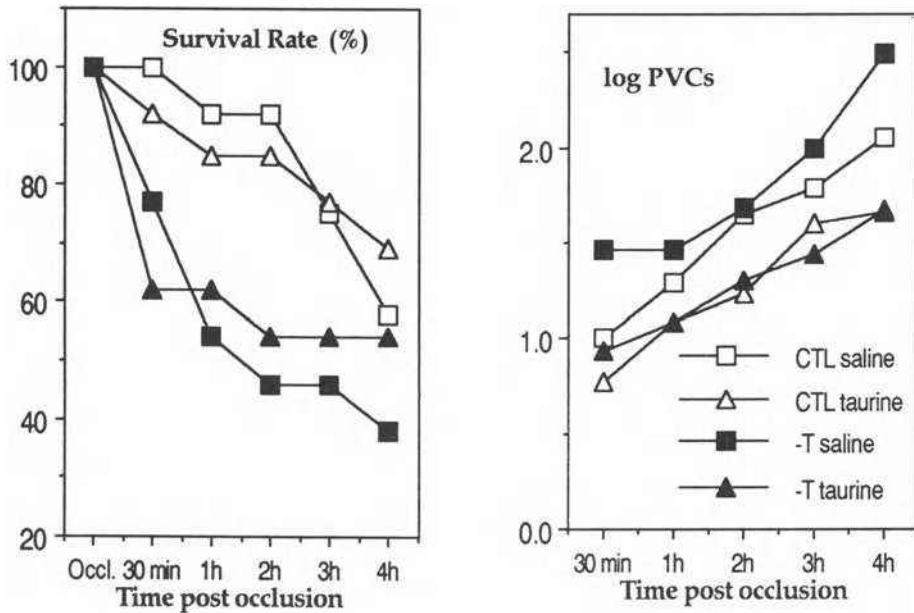 Survival Rate (%)
100
80
60
40
20
Occl. 30 min 1h 2h 3h 4h
Time post occlusion
log PVCs
2.0
1.0
0.0
CTL saline
CTL taurine
-T saline
-T taurine
30 min 1h 2h 3h 4h
Time post occlusion